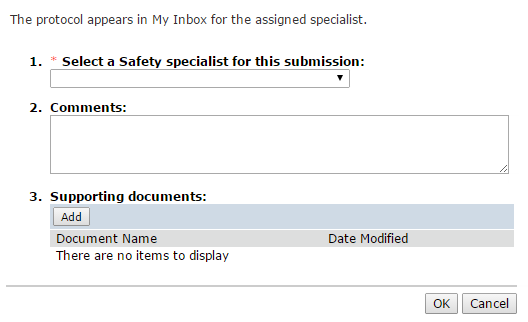 The protocol appears in My Inbox for the assigned specialist.
1. * Select a Safety specialist for this submission:
2. Comments:
3. Supporting documents:
Add
Document Name Date Modified
There are no items to display
OK Cancel